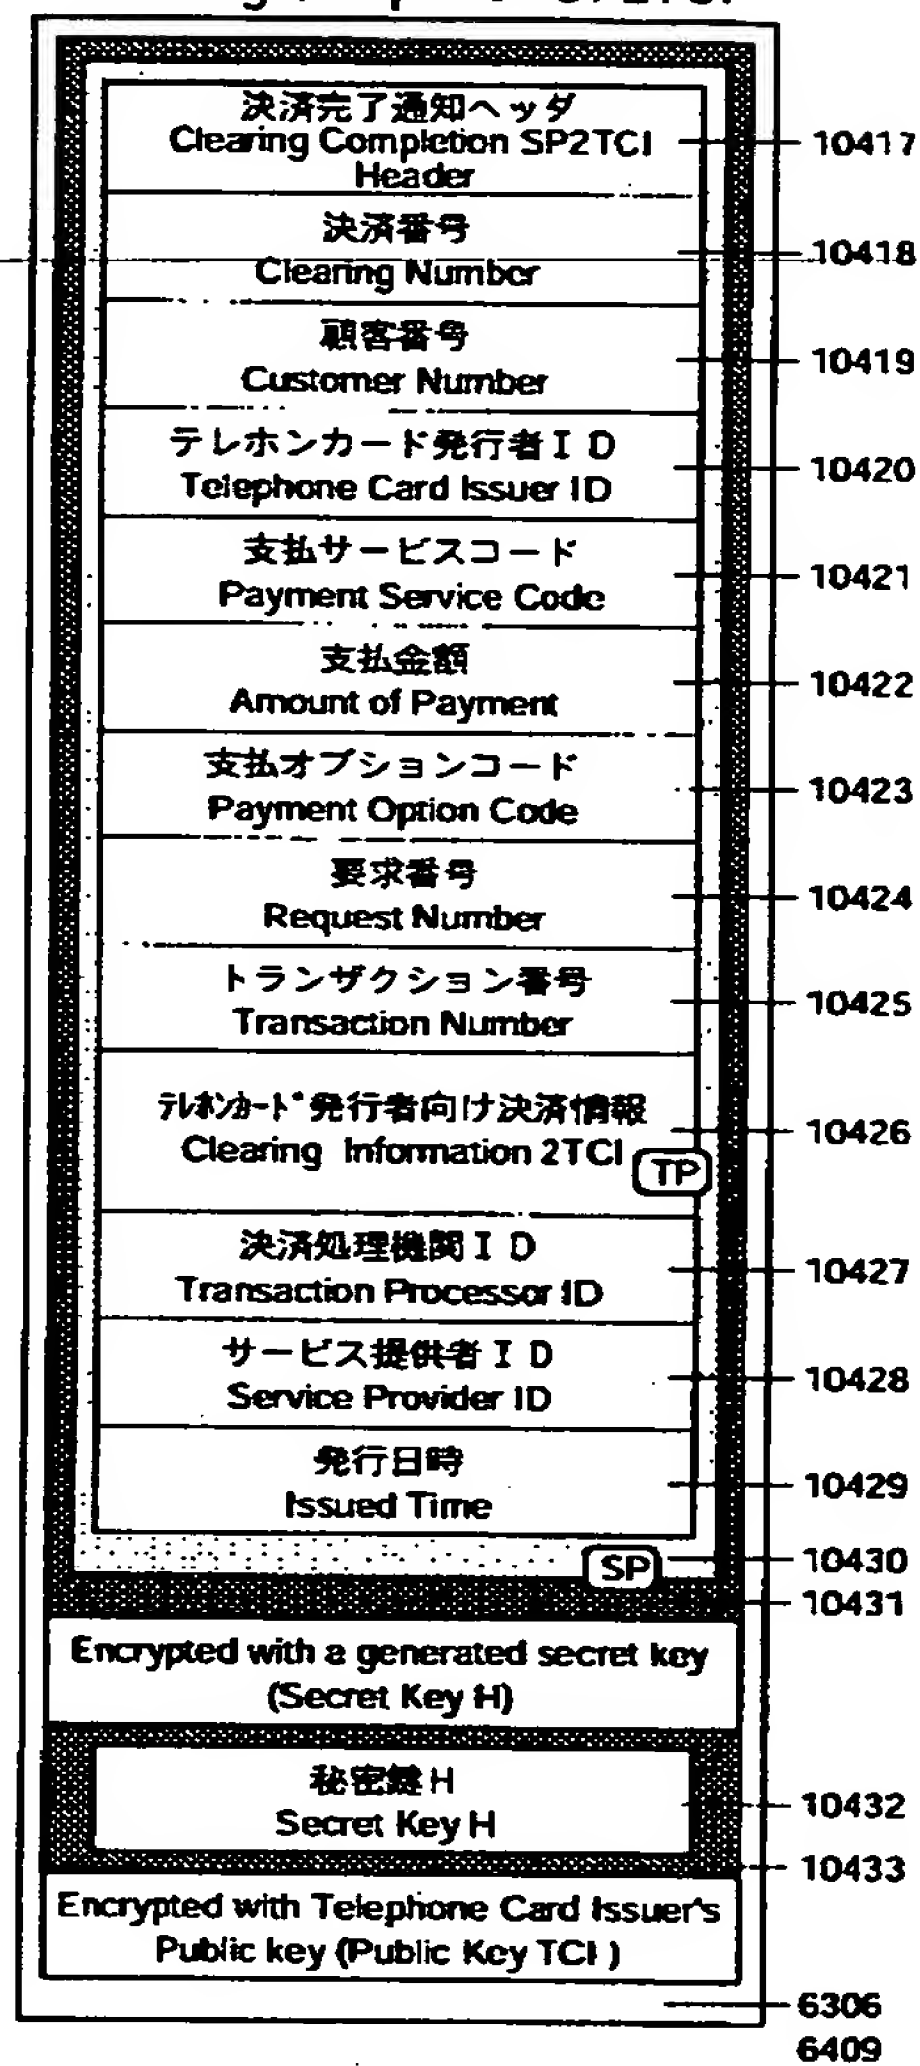 決済完了通知ヘッダ
Clearing Completion SP2TCI
Header
10417
決済番号
Clearing Number
10418
顧客番号
Customer Number
10419
テレホンカード発行者ＩＤ
Telephone Card Issuer ID
10420
支払サービスコード
Payment Service Code
10421
支払金額
Amount of Payment
10422
支払オプションコード
Payment Option Code
10423
要求番号
Request Number
10424
トランザクション番号
Transaction Number
10425
ﾃﾚﾎﾝｶｰﾄﾞ発行者向け決済情報
Clearing Information 2TCI
TP
10426
決済処理機関ＩＤ
Transaction Processor ID
10427
サービス提供者ＩＤ
Service Provider ID
10428
発行日時
Issued Time
10429
SP
10430
10431
Encrypted with a generated secret key
(Secret Key H)
秘密鍵H
Secret Key H
10432
10433
Encrypted with Telephone Card Issuer's
Public key (Public Key TCI )
6306
6409